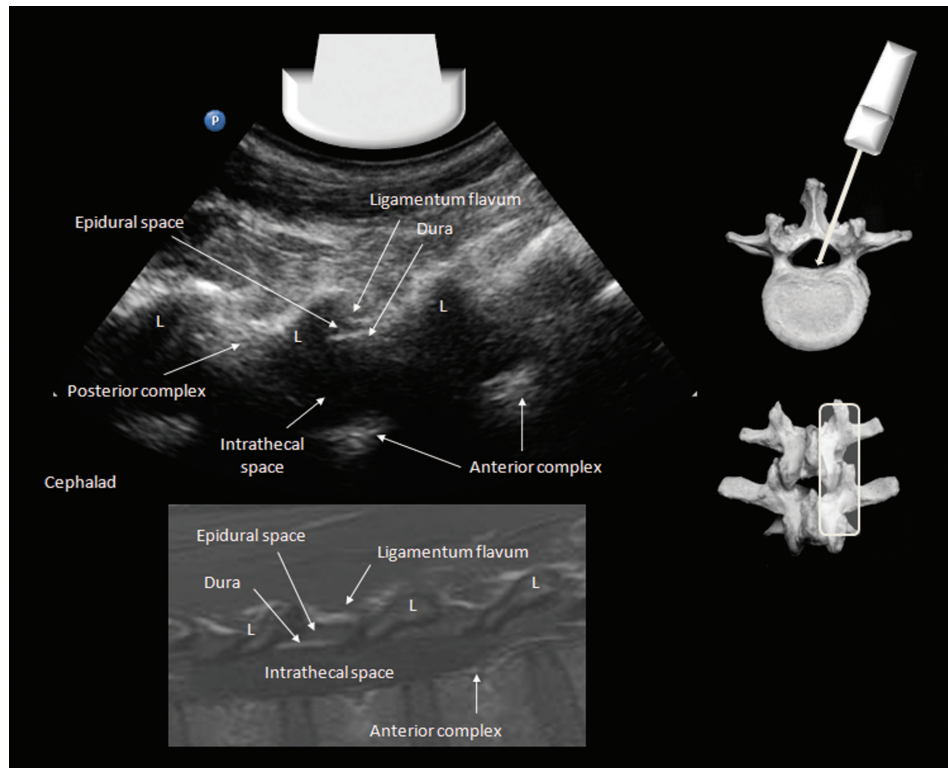 P
Ligamentum flavum
Epidural space
Dura
L
L
L
Posterior complex
Intrathecal
space
Anterior complex
Cephalad
Epidural space
Ligamentum flavum
Dura
L
L
L
Intrathecal space
Anterior complex